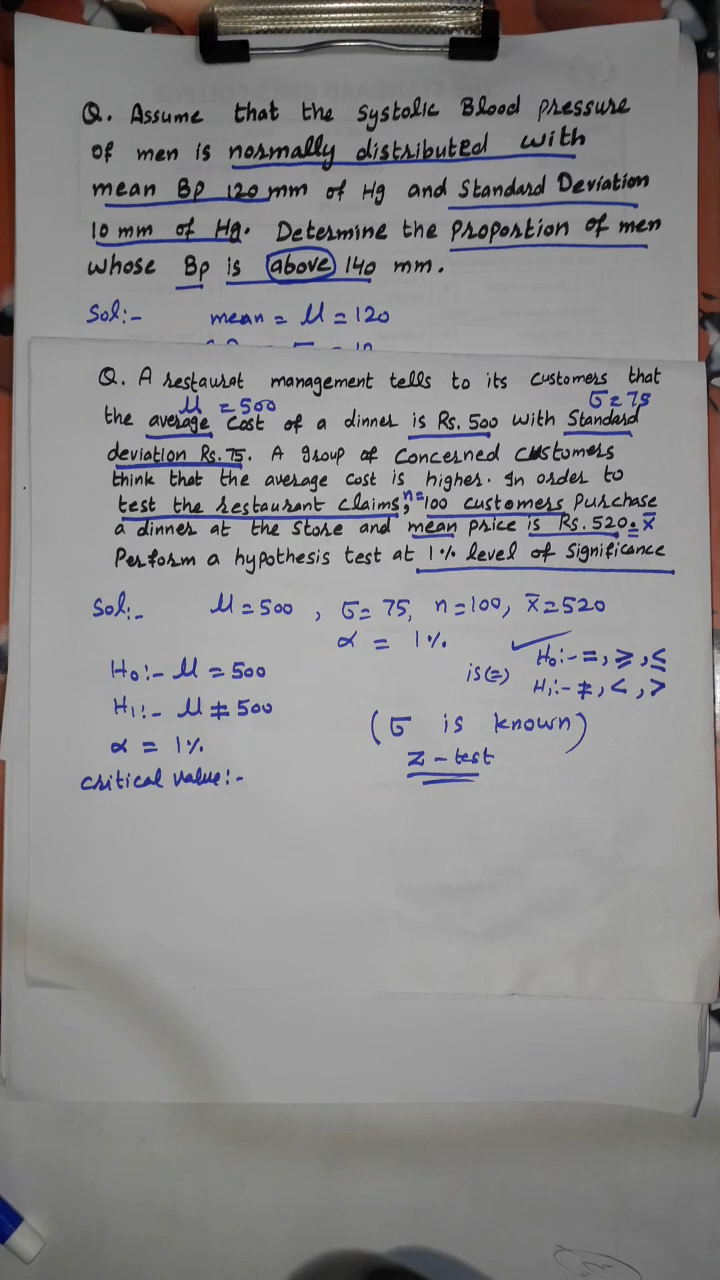 Q. Assume that the Systolic Blood pressure
of men is normally distributed with
mean Bp 120 mm of Hg and Standard Deviation
10 mm of Hg. Determine the proportion of men
whose Bp is above 140 mm.
Sol:- mean = μ = 120
Q. A restaurat management tells to its customers that
μ = 500 σ = 75
the average cost of a dinner is Rs. 500 with Standard
deviation Rs. 75. A group of concerned customers
think that the average cost is higher. In order to
test the restaurant claims, n= 100 customers purchase
a dinner at the store and mean price is Rs. 520. = x̄
Perform a hypothesis test at 1% level of Significance
Sol:- μ = 500 , σ = 75, n = 100, x̄ = 520
α = 1%
H₀:- μ = 500 is (=) H₀:- =, ≥, ≤
H₁:- ≠, <, >
H₁:- μ ≠ 500
(σ is known)
α = 1%
z - test
critical value:-